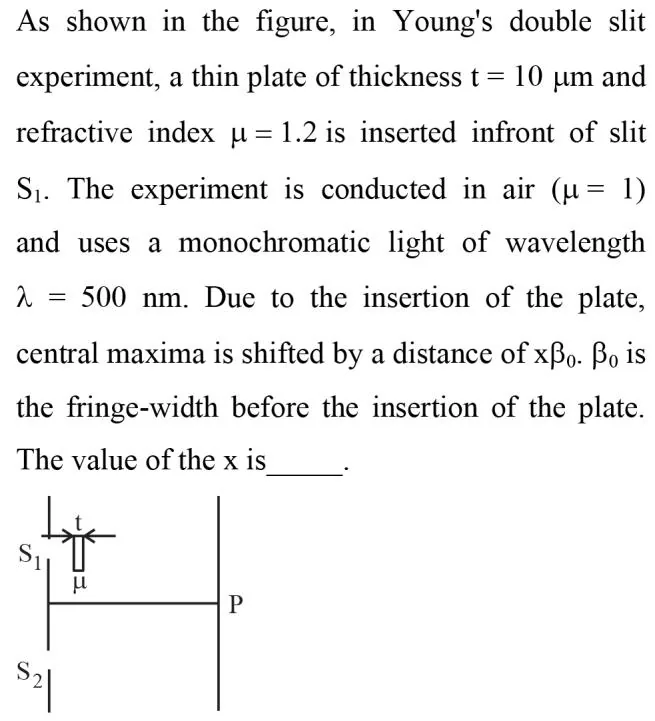 As shown in the figure, in Young's double slit
experiment, a thin plate of thickness t = 10 μm and
refractive index μ = 1.2 is inserted infront of slit
S₁. The experiment is conducted in air (μ = 1)
and uses a monochromatic light of wavelength
λ = 500 nm. Due to the insertion of the plate,
central maxima is shifted by a distance of xβ₀. β₀ is
the fringe-width before the insertion of the plate.
The value of the x is_____.
t
S₁
μ
P
S₂